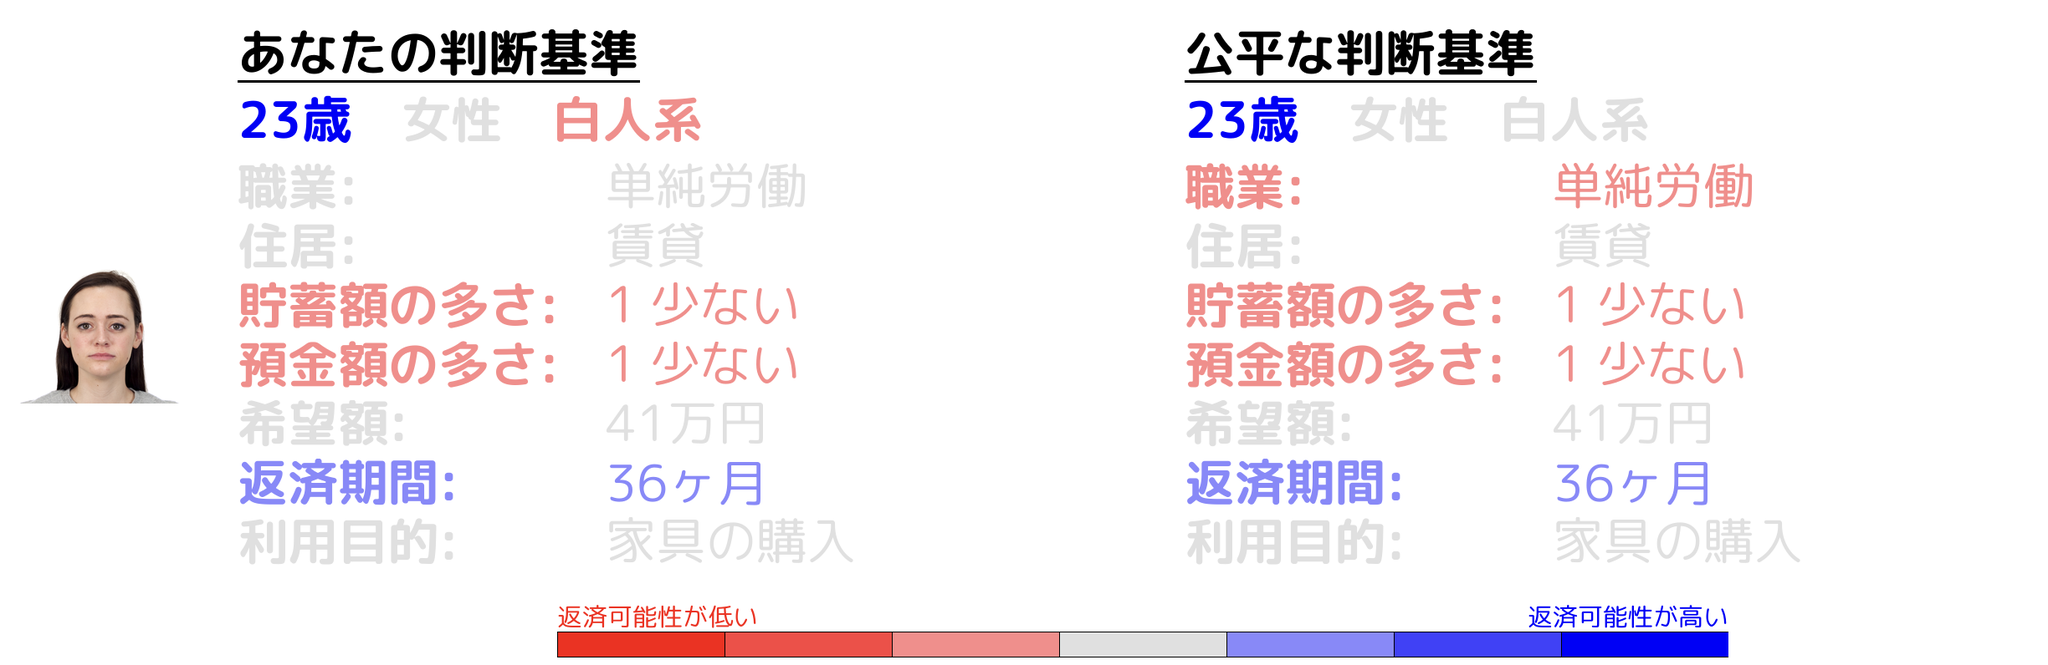 あなたの判断基準
23歳 女性 白人系
職業: 単純労働
住居: 賃貸
貯蓄額の多さ: 1 少ない
預金額の多さ: 1 少ない
希望額: 41万円
返済期間: 36ヶ月
利用目的: 家具の購入
公平な判断基準
23歳 女性 白人系
職業: 単純労働
住居: 賃貸
貯蓄額の多さ: 1 少ない
預金額の多さ: 1 少ない
希望額: 41万円
返済期間: 36ヶ月
利用目的: 家具の購入
返済可能性が低い
返済可能性が高い